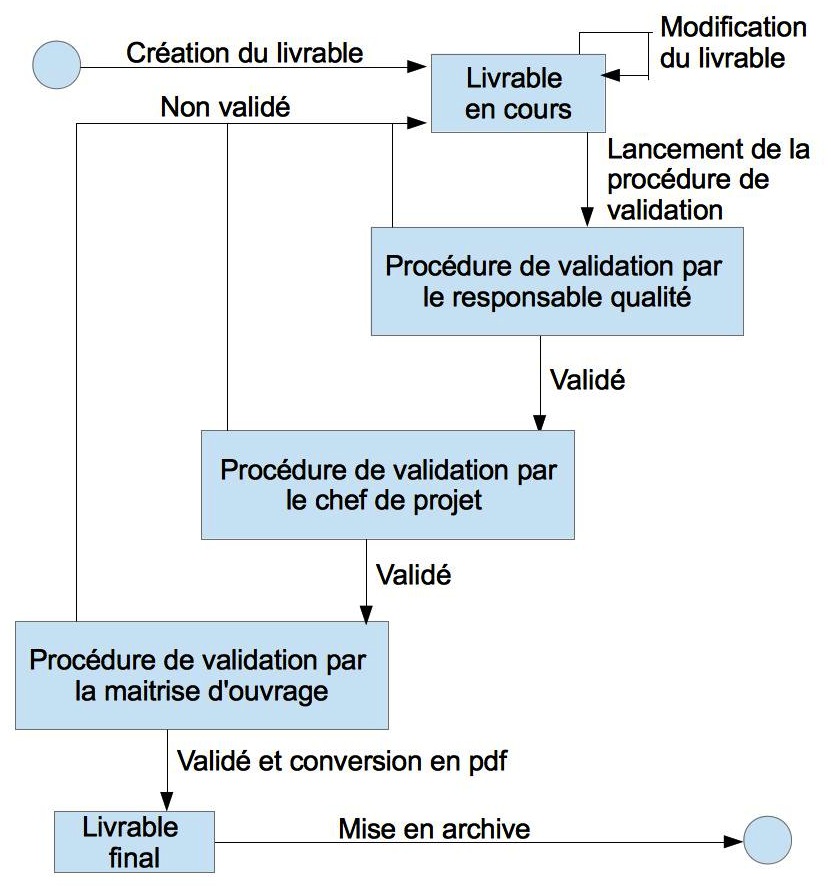 Création du livrable
Modification
du livrable
Livrable
en cours
Non validé
Lancement de la
procédure de
validation
Procédure de validation par
le responsable qualité
Validé
Procédure de validation par
le chef de projet
Validé
Procédure de validation par
la maitrise d'ouvrage
Validé et conversion en pdf
Livrable
final
Mise en archive